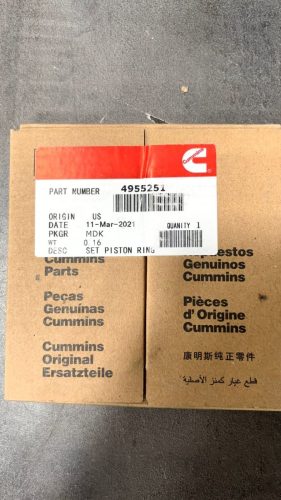 Cummins
PART NUMBER 4955251
ORIGIN US
DATE 11-Mar-2021
PKGR MDK
QUANTITY 1
WT 0.16
DESC SET PISTON RING
Cummins
Parts
Peças
Genuínas
Cummins
Cummins
Original
Ersatzteile
Genuinos
Cummins
Pièces
d'Origine
Cummins
康明斯纯正零件
قطع غيار كمنز الأصلية